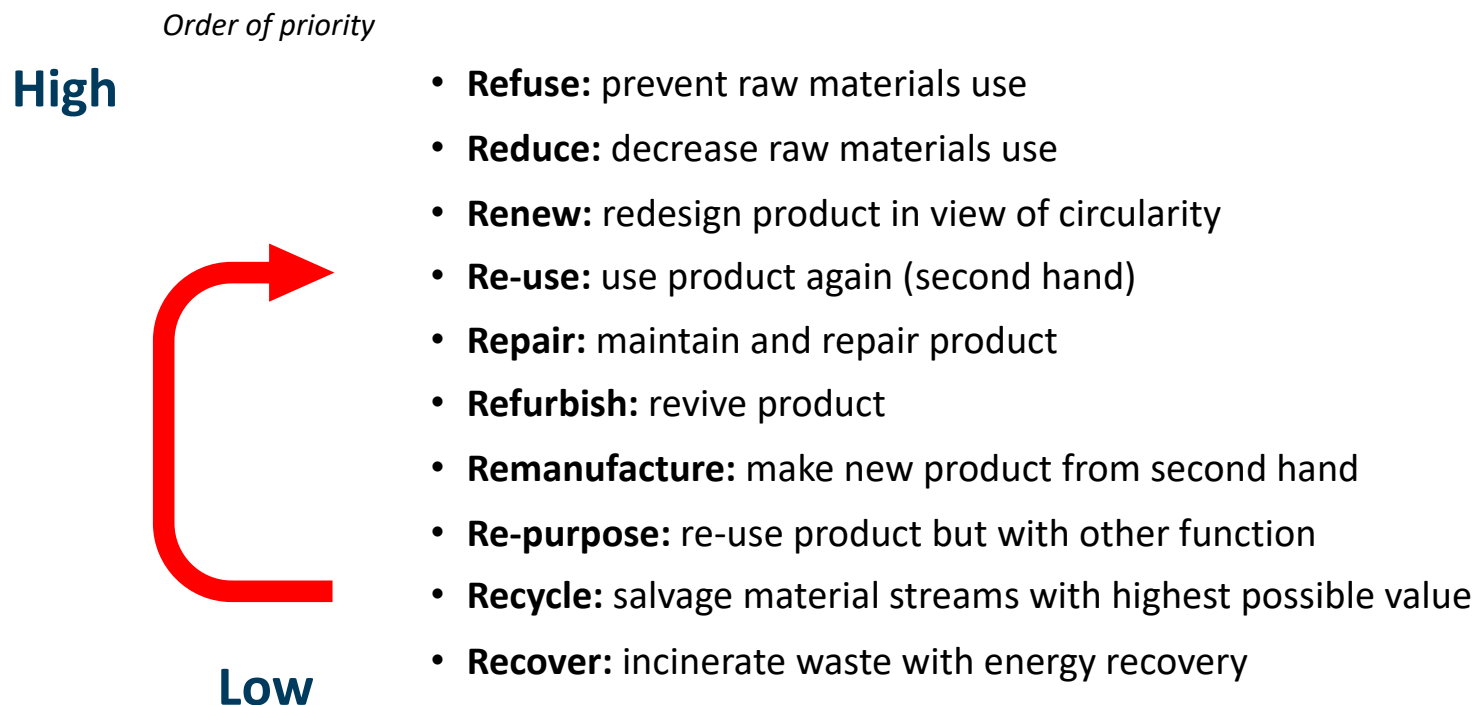 Order of priority
High
• Refuse: prevent raw materials use
• Reduce: decrease raw materials use
• Renew: redesign product in view of circularity
• Re-use: use product again (second hand)
• Repair: maintain and repair product
• Refurbish: revive product
• Remanufacture: make new product from second hand
• Re-purpose: re-use product but with other function
• Recycle: salvage material streams with highest possible value
• Recover: incinerate waste with energy recovery
Low